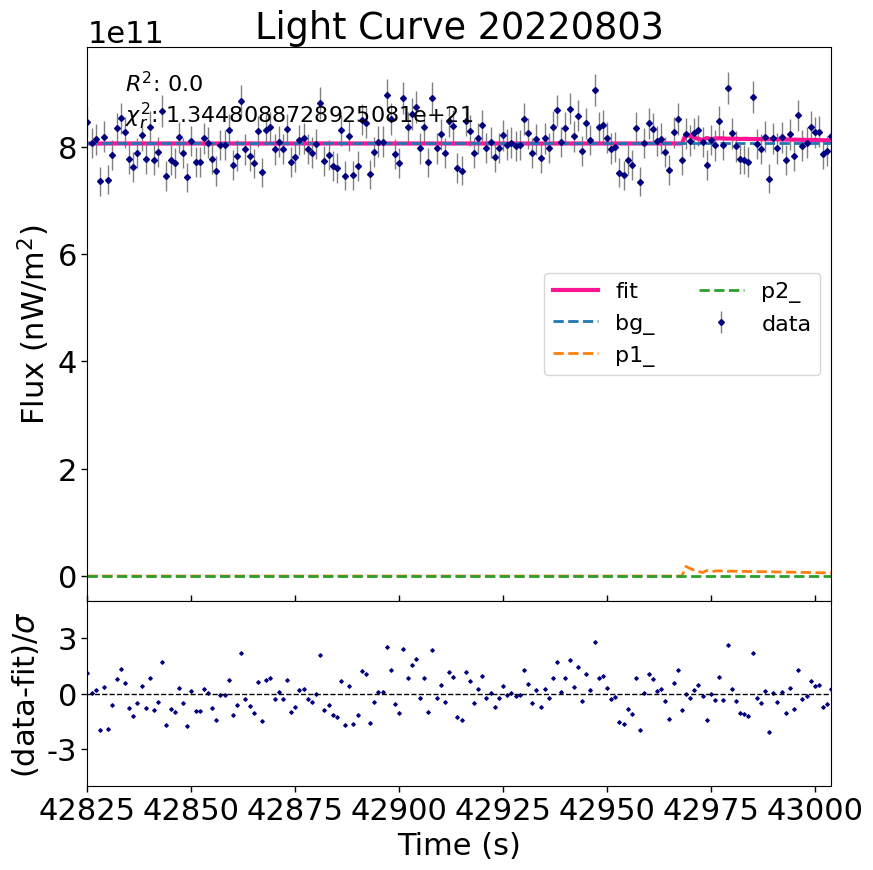 Light Curve 20220803
1e11
R²: 0.0
χ²ᵣ: 1.3448088728925081e+21
8
6
4
2
0
Flux (nW/m²)
fit
bg_
p1_
p2_
data
3
0
-3
(data-fit)/σ
42825 42850 42875 42900 42925 42950 42975 43000
Time (s)